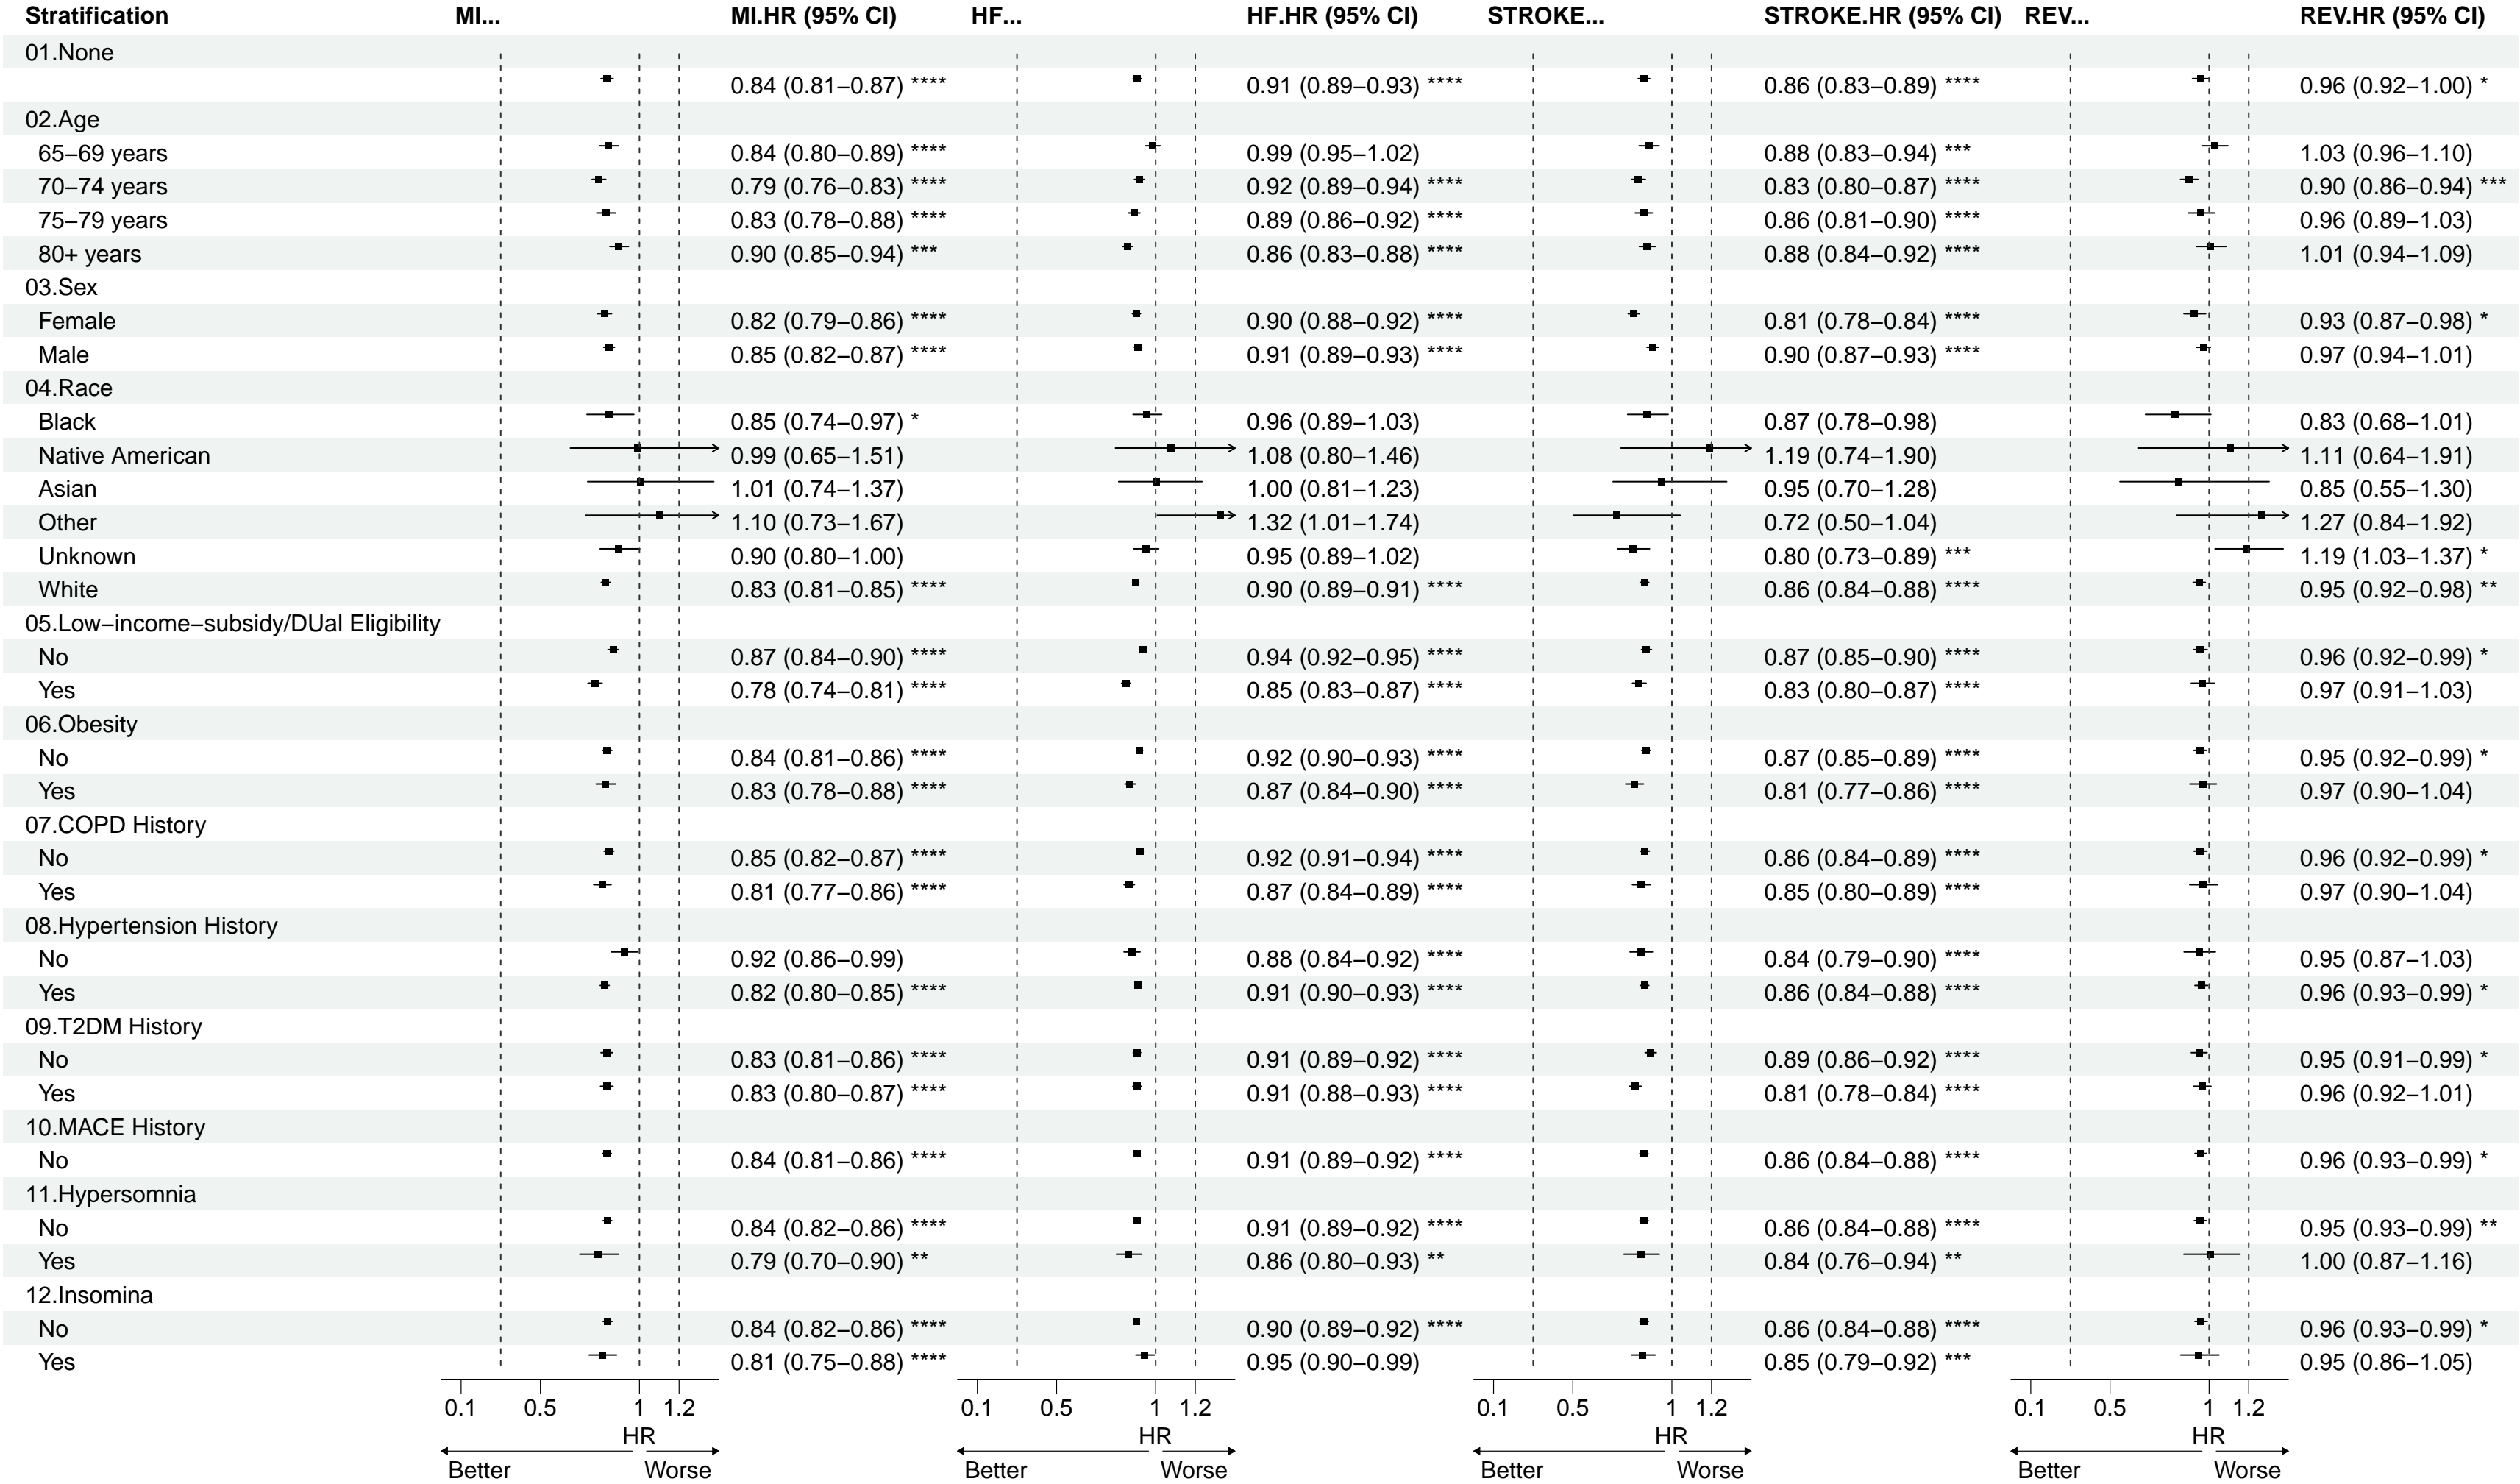 Stratification MI... MI.HR (95% CI) HF... HF.HR (95% CI) STROKE... STROKE.HR (95% CI) REV... REV.HR (95% CI)
01.None
0.84 (0.81−0.87) **** 0.91 (0.89−0.93) **** 0.86 (0.83−0.89) **** 0.96 (0.92−1.00) *
02.Age
65−69 years 0.84 (0.80−0.89) **** 0.99 (0.95−1.02) 0.88 (0.83−0.94) *** 1.03 (0.96−1.10)
70−74 years 0.79 (0.76−0.83) **** 0.92 (0.89−0.94) **** 0.83 (0.80−0.87) **** 0.90 (0.86−0.94) ***
75−79 years 0.83 (0.78−0.88) **** 0.89 (0.86−0.92) **** 0.86 (0.81−0.90) **** 0.96 (0.89−1.03)
80+ years 0.90 (0.85−0.94) *** 0.86 (0.83−0.88) **** 0.88 (0.84−0.92) **** 1.01 (0.94−1.09)
03.Sex
Female 0.82 (0.79−0.86) **** 0.90 (0.88−0.92) **** 0.81 (0.78−0.84) **** 0.93 (0.87−0.98) *
Male 0.85 (0.82−0.87) **** 0.91 (0.89−0.93) **** 0.90 (0.87−0.93) **** 0.97 (0.94−1.01)
04.Race
Black 0.85 (0.74−0.97) * 0.96 (0.89−1.03) 0.87 (0.78−0.98) 0.83 (0.68−1.01)
Native American 0.99 (0.65−1.51) 1.08 (0.80−1.46) 1.19 (0.74−1.90) 1.11 (0.64−1.91)
Asian 1.01 (0.74−1.37) 1.00 (0.81−1.23) 0.95 (0.70−1.28) 0.85 (0.55−1.30)
Other 1.10 (0.73−1.67) 1.32 (1.01−1.74) 0.72 (0.50−1.04) 1.27 (0.84−1.92)
Unknown 0.90 (0.80−1.00) 0.95 (0.89−1.02) 0.80 (0.73−0.89) *** 1.19 (1.03−1.37) *
White 0.83 (0.81−0.85) **** 0.90 (0.89−0.91) **** 0.86 (0.84−0.88) **** 0.95 (0.92−0.98) **
05.Low−income−subsidy/DUal Eligibility
No 0.87 (0.84−0.90) **** 0.94 (0.92−0.95) **** 0.87 (0.85−0.90) **** 0.96 (0.92−0.99) *
Yes 0.78 (0.74−0.81) **** 0.85 (0.83−0.87) **** 0.83 (0.80−0.87) **** 0.97 (0.91−1.03)
06.Obesity
No 0.84 (0.81−0.86) **** 0.92 (0.90−0.93) **** 0.87 (0.85−0.89) **** 0.95 (0.92−0.99) *
Yes 0.83 (0.78−0.88) **** 0.87 (0.84−0.90) **** 0.81 (0.77−0.86) **** 0.97 (0.90−1.04)
07.COPD History
No 0.85 (0.82−0.87) **** 0.92 (0.91−0.94) **** 0.86 (0.84−0.89) **** 0.96 (0.92−0.99) *
Yes 0.81 (0.77−0.86) **** 0.87 (0.84−0.89) **** 0.85 (0.80−0.89) **** 0.97 (0.90−1.04)
08.Hypertension History
No 0.92 (0.86−0.99) 0.88 (0.84−0.92) **** 0.84 (0.79−0.90) **** 0.95 (0.87−1.03)
Yes 0.82 (0.80−0.85) **** 0.91 (0.90−0.93) **** 0.86 (0.84−0.88) **** 0.96 (0.93−0.99) *
09.T2DM History
No 0.83 (0.81−0.86) **** 0.91 (0.89−0.92) **** 0.89 (0.86−0.92) **** 0.95 (0.91−0.99) *
Yes 0.83 (0.80−0.87) **** 0.91 (0.88−0.93) **** 0.81 (0.78−0.84) **** 0.96 (0.92−1.01)
10.MACE History
No 0.84 (0.81−0.86) **** 0.91 (0.89−0.92) **** 0.86 (0.84−0.88) **** 0.96 (0.93−0.99) *
11.Hypersomnia
No 0.84 (0.82−0.86) **** 0.91 (0.89−0.92) **** 0.86 (0.84−0.88) **** 0.95 (0.93−0.99) **
Yes 0.79 (0.70−0.90) ** 0.86 (0.80−0.93) ** 0.84 (0.76−0.94) ** 1.00 (0.87−1.16)
12.Insomina
No 0.84 (0.82−0.86) **** 0.90 (0.89−0.92) **** 0.86 (0.84−0.88) **** 0.96 (0.93−0.99) *
Yes 0.81 (0.75−0.88) **** 0.95 (0.90−0.99) 0.85 (0.79−0.92) *** 0.95 (0.86−1.05)
0.1 0.5 1 1.2 0.1 0.5 1 1.2 0.1 0.5 1 1.2 0.1 0.5 1 1.2
HR HR HR HR
Better Worse Better Worse Better Worse Better Worse